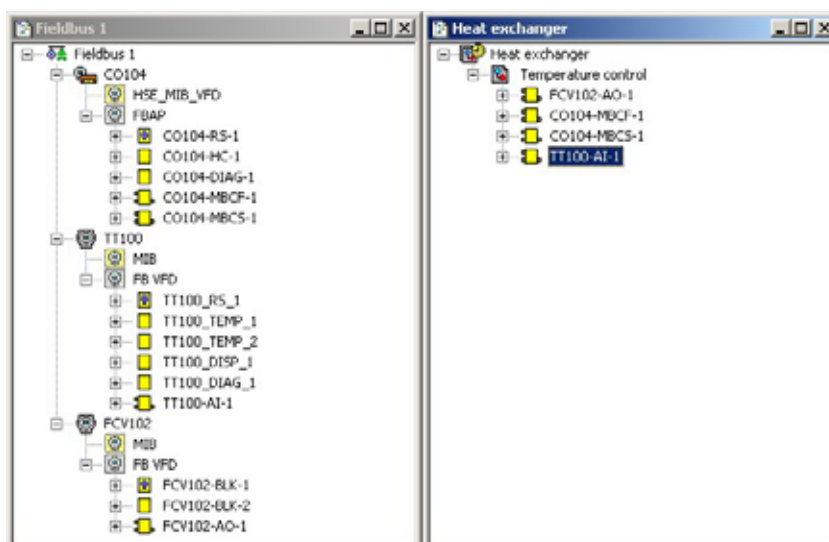 Fieldbus 1
Fieldbus 1
CO104
HSE_MIB_VFD
FBAP
CO104-RS-1
CO104-HC-1
CO104-DIAG-1
CO104-MBCF-1
CO104-MBCS-1
TT100
MIB
FB VFD
TT100_RS_1
TT100_TEMP_1
TT100_TEMP_2
TT100_DISP_1
TT100_DIAG_1
TT100-AI-1
FCV102
MIB
FB VFD
FCV102-BLK-1
FCV102-BLK-2
FCV102-AO-1
Heat exchanger
Heat exchanger
Temperature control
FCV102-AO-1
CO104-MBCF-1
CO104-MBCS-1
TT100-AI-1